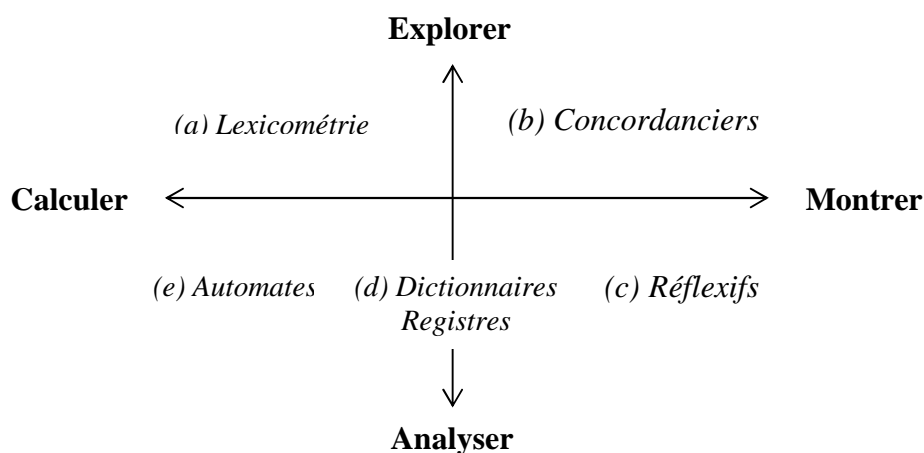 Explorer
(a) Lexicométrie
(b) Concordanciers
Calculer
Montrer
(e) Automates
(d) Dictionnaires
Registres
(c) Réflexifs
Analyser